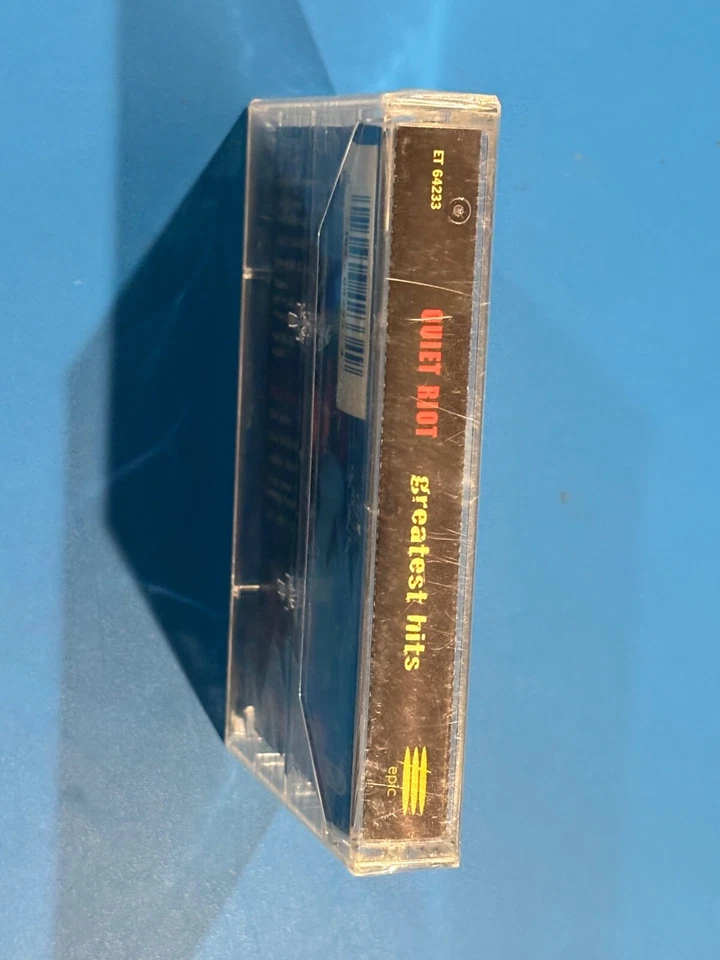 ET 64233
QUIET RIOT
greatest hits
epic